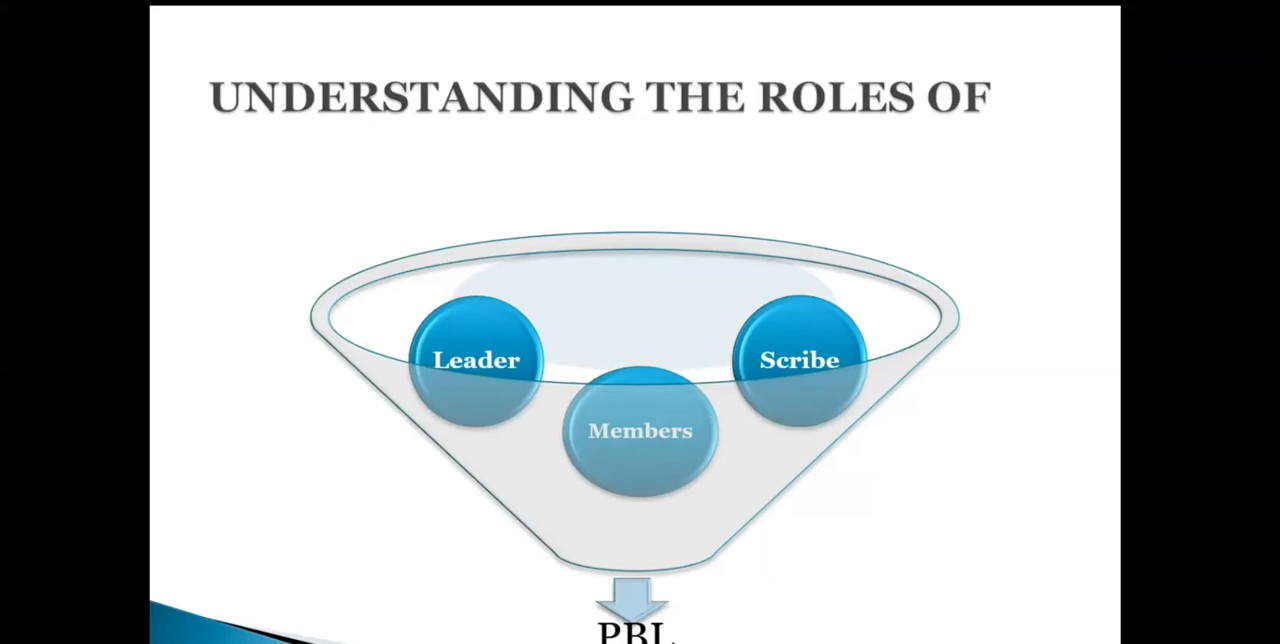 UNDERSTANDING THE ROLES OF
Leader
Scribe
Members
PBL